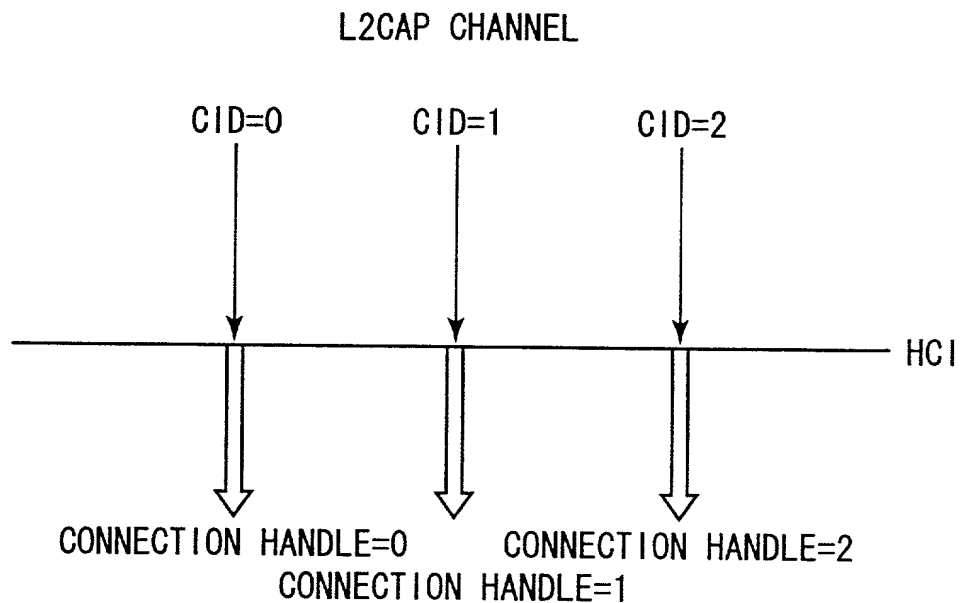 L2CAP CHANNEL
CID=0
CID=1
CID=2
HCI
CONNECTION HANDLE=0
CONNECTION HANDLE=2
CONNECTION HANDLE=1